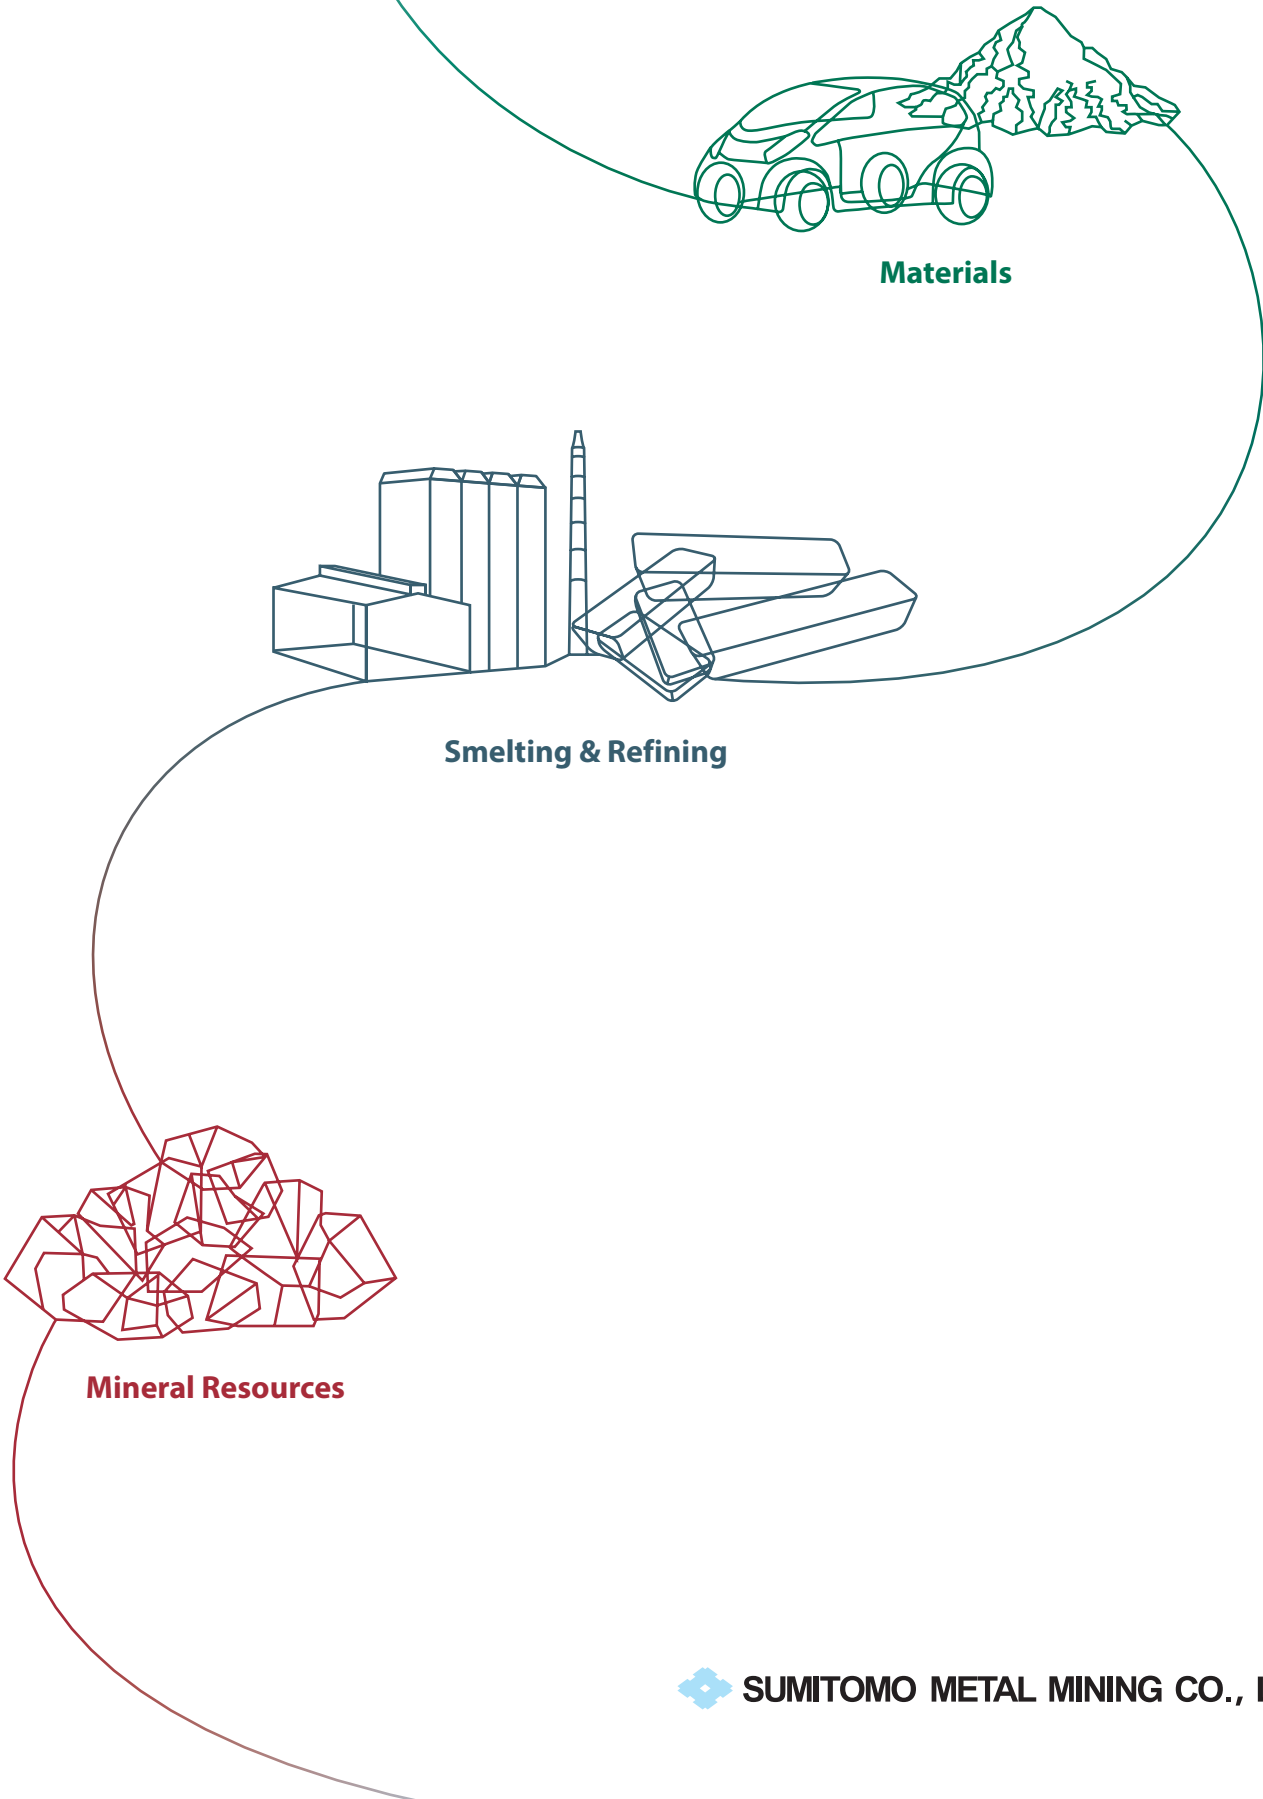 Materials
Smelting & Refining
Mineral Resources
SUMITOMO METAL MINING CO.,